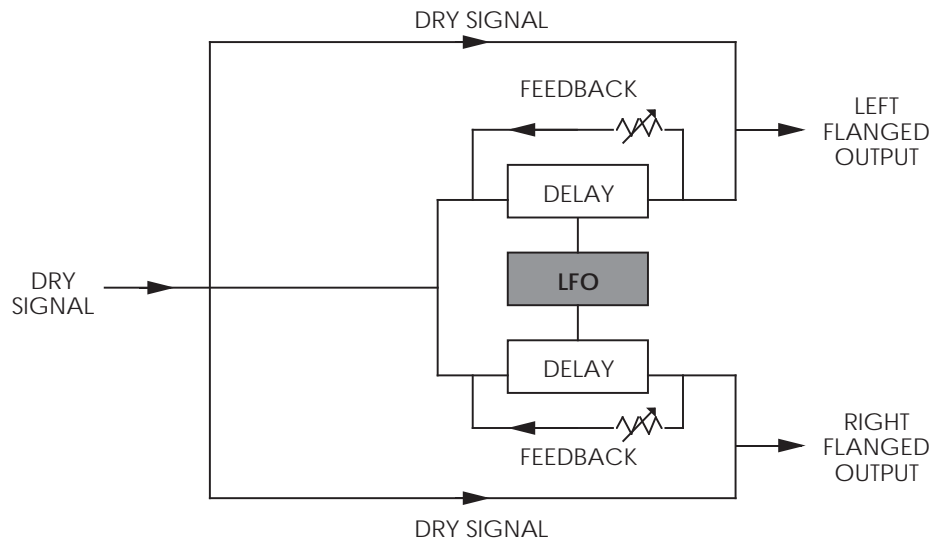 DRY SIGNAL
FEEDBACK
LEFT
FLANGED
OUTPUT
DELAY
DRY
SIGNAL
LFO
DELAY
FEEDBACK
RIGHT
FLANGED
OUTPUT
DRY SIGNAL